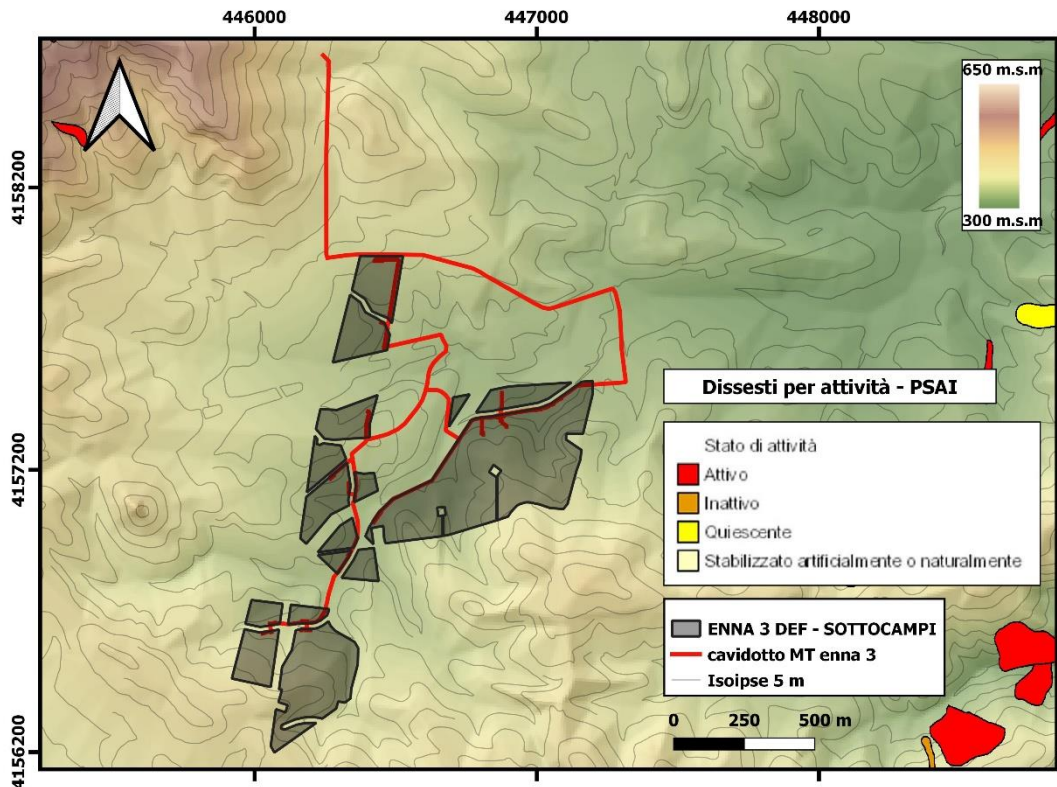 446000 447000 448000
650 m.s.m
300 m.s.m
4158200
4157200
4156200
Dissesti per attività - PSAI
Stato di attività
Attivo
Inattivo
Quiescente
Stabilizzato artificialmente o naturalmente
ENNA 3 DEF - SOTTOCAMPI
cavidotto MT enna 3
Isoipse 5 m
0 250 500 m